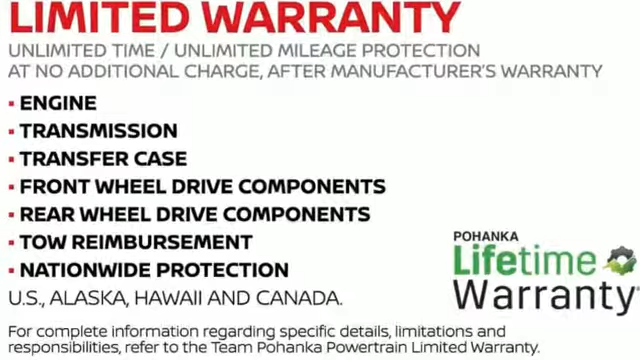 LIMITED WARRANTY
UNLIMITED TIME / UNLIMITED MILEAGE PROTECTION
AT NO ADDITIONAL CHARGE, AFTER MANUFACTURER'S WARRANTY
▪ ENGINE
▪ TRANSMISSION
▪ TRANSFER CASE
▪ FRONT WHEEL DRIVE COMPONENTS
▪ REAR WHEEL DRIVE COMPONENTS
▪ TOW REIMBURSEMENT
▪ NATIONWIDE PROTECTION
U.S., ALASKA, HAWAII AND CANADA.
POHANKA
Lifetime
Warranty
For complete information regarding specific details, limitations and
responsibilities, refer to the Team Pohanka Powertrain Limited Warranty.